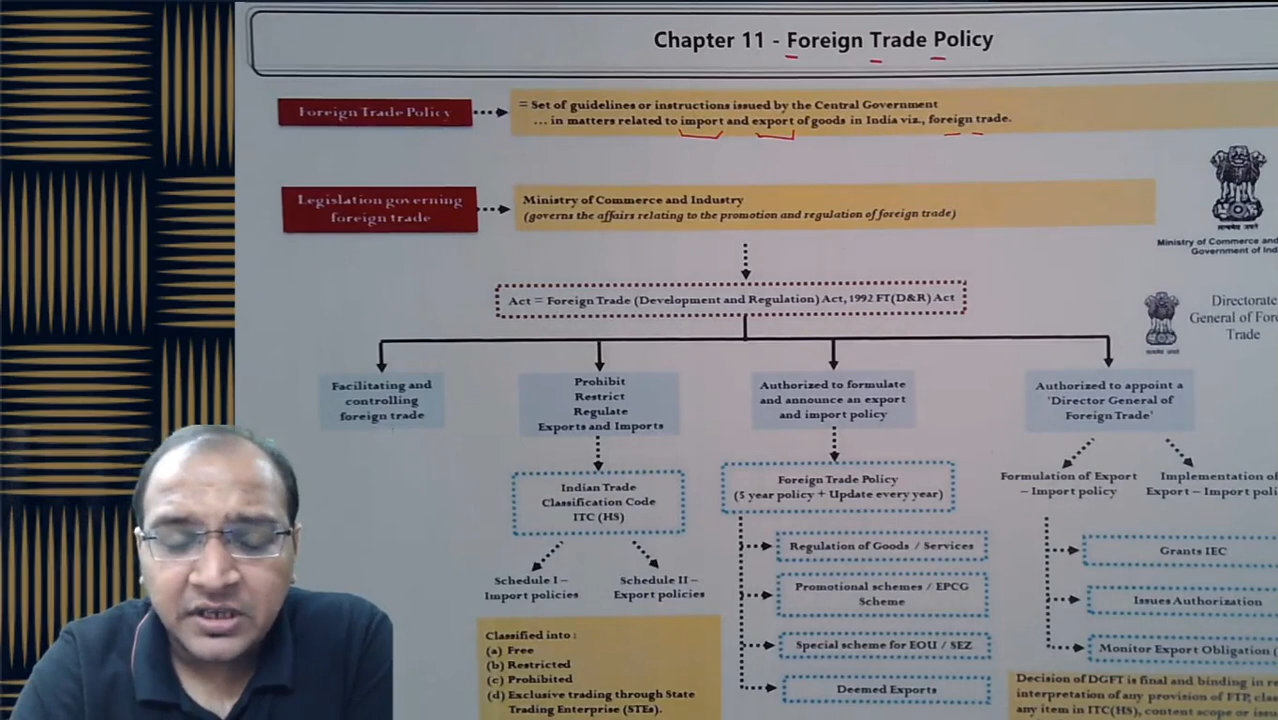 Chapter 11 - Foreign Trade Policy
Foreign Trade Policy
= Set of guidelines or instructions issued by the Central Government
... in matters related to import and export of goods in India viz., foreign trade.
Legislation governing
foreign trade
Ministry of Commerce and Industry
(governs the affairs relating to the promotion and regulation of foreign trade)
सत्यमेव जयते
Ministry of Commerce and
Government of Ind
Act = Foreign Trade (Development and Regulation) Act, 1992 FT(D&R) Act
Directorate
General of Fore
Trade
Facilitating and
controlling
foreign trade
Prohibit
Restrict
Regulate
Exports and Imports
Authorized to formulate
and announce an export
and import policy
Authorized to appoint a
'Director General of
Foreign Trade'
Indian Trade
Classification Code
ITC (HS)
Foreign Trade Policy
(5 year policy + Update every year)
Formulation of Export
– Import policy
Implementation of
Export – Import poli
Schedule I –
Import policies
Schedule II –
Export policies
Regulation of Goods / Services
Promotional schemes / EPCG
Scheme
Special scheme for EOU / SEZ
Deemed Exports
Grants IEC
Issues Authorization
Monitor Export Obligation (
Classified into :
(a) Free
(b) Restricted
(c) Prohibited
(d) Exclusive trading through State
Trading Enterprise (STEs).
Decision of DGFT is final and binding in re
interpretation of any provision of FTP, clas
any item in ITC(HS), content scope or issu